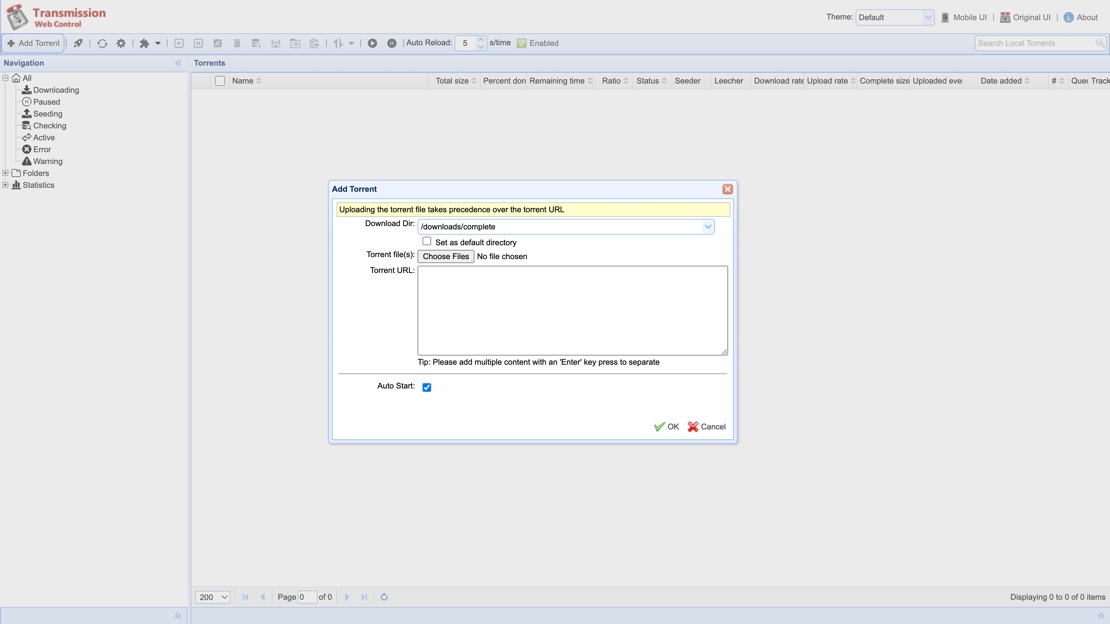 Transmission
Web Control
Theme: Default Mobile UI | Original UI | About
Add Torrent Auto Reload: 5 s/time Enabled Search Local Torrents
Navigation
All
Downloading
Paused
Seeding
Checking
Active
Error
Warning
Folders
Statistics
Torrents
Name Total size Percent don Remaining time Ratio Status Seeder Leecher Download rate Upload rate Complete size Uploaded eve Date added # Que Track
Add Torrent
Uploading the torrent file takes precedence over the torrent URL
Download Dir: /downloads/complete
Set as default directory
Torrent file(s): Choose Files No file chosen
Torrent URL:
Tip: Please add multiple content with an 'Enter' key press to separate
Auto Start:
OK Cancel
200 Page 0 of 0 Displaying 0 to 0 of 0 items